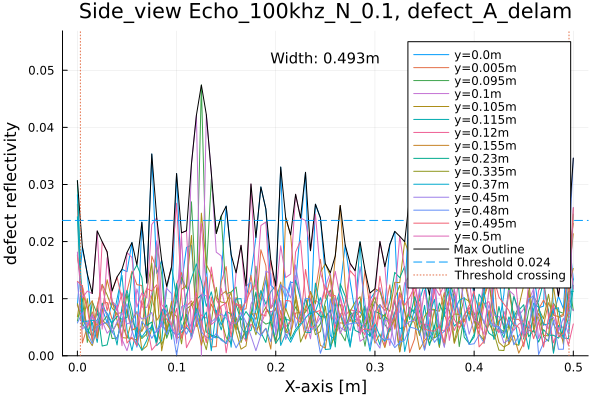 Side_view Echo_100khz_N_0.1, defect_A_delam
Width: 0.493m
y=0.0m
y=0.005m
y=0.095m
y=0.1m
y=0.105m
y=0.115m
y=0.12m
y=0.155m
y=0.23m
y=0.335m
y=0.37m
y=0.45m
y=0.48m
y=0.495m
y=0.5m
Max Outline
Threshold 0.024
Threshold crossing
defect reflectivity
0.05
0.04
0.03
0.02
0.01
0.00
0.0
0.1
0.2
0.3
0.4
0.5
X-axis [m]